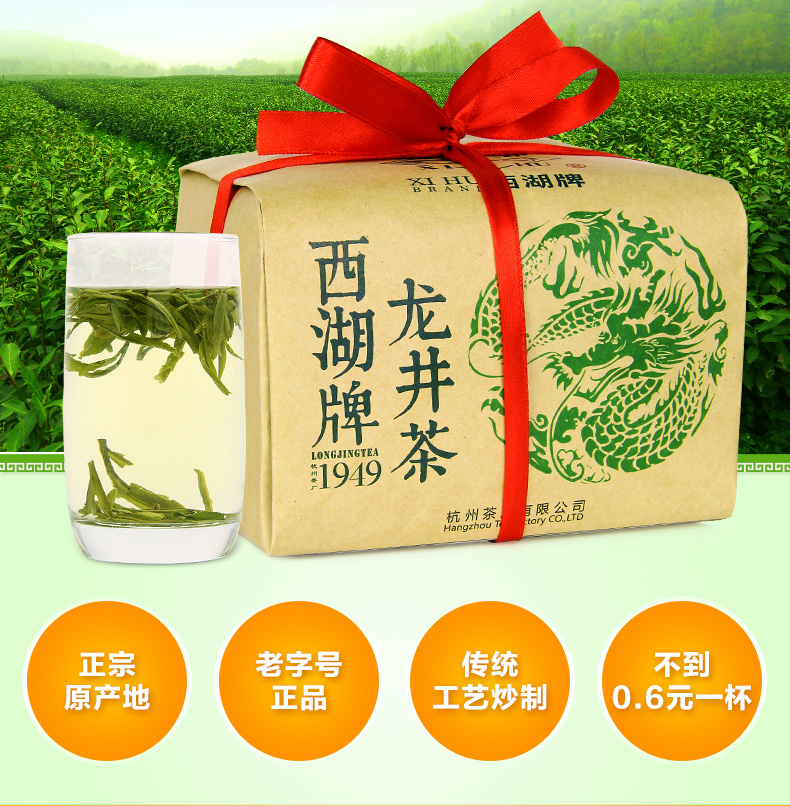 XI HU
BRAND
西湖牌
西湖牌
龙井茶
LONGJINGTEA
杭州茶厂
1949
杭州茶
有限公司
Hangzhou Te
ctory CO.,LTD
正宗
原产地
老字号
正品
传统
工艺炒制
不到
0.6元一杯